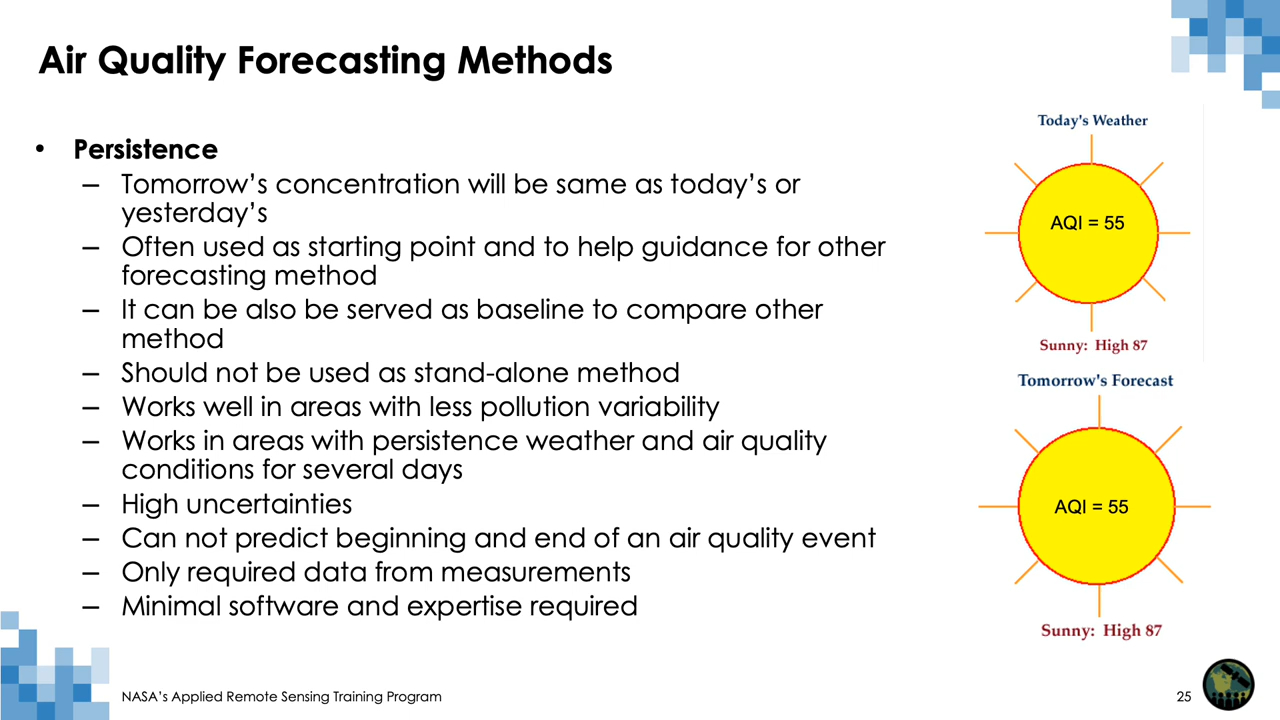 Air Quality Forecasting Methods
• Persistence
– Tomorrow’s concentration will be same as today’s or
yesterday’s
– Often used as starting point and to help guidance for other
forecasting method
– It can be also be served as baseline to compare other
method
– Should not be used as stand-alone method
– Works well in areas with less pollution variability
– Works in areas with persistence weather and air quality
conditions for several days
– High uncertainties
– Can not predict beginning and end of an air quality event
– Only required data from measurements
– Minimal software and expertise required
Today's Weather
AQI = 55
Sunny: High 87
Tomorrow's Forecast
AQI = 55
Sunny: High 87
NASA’s Applied Remote Sensing Training Program
25